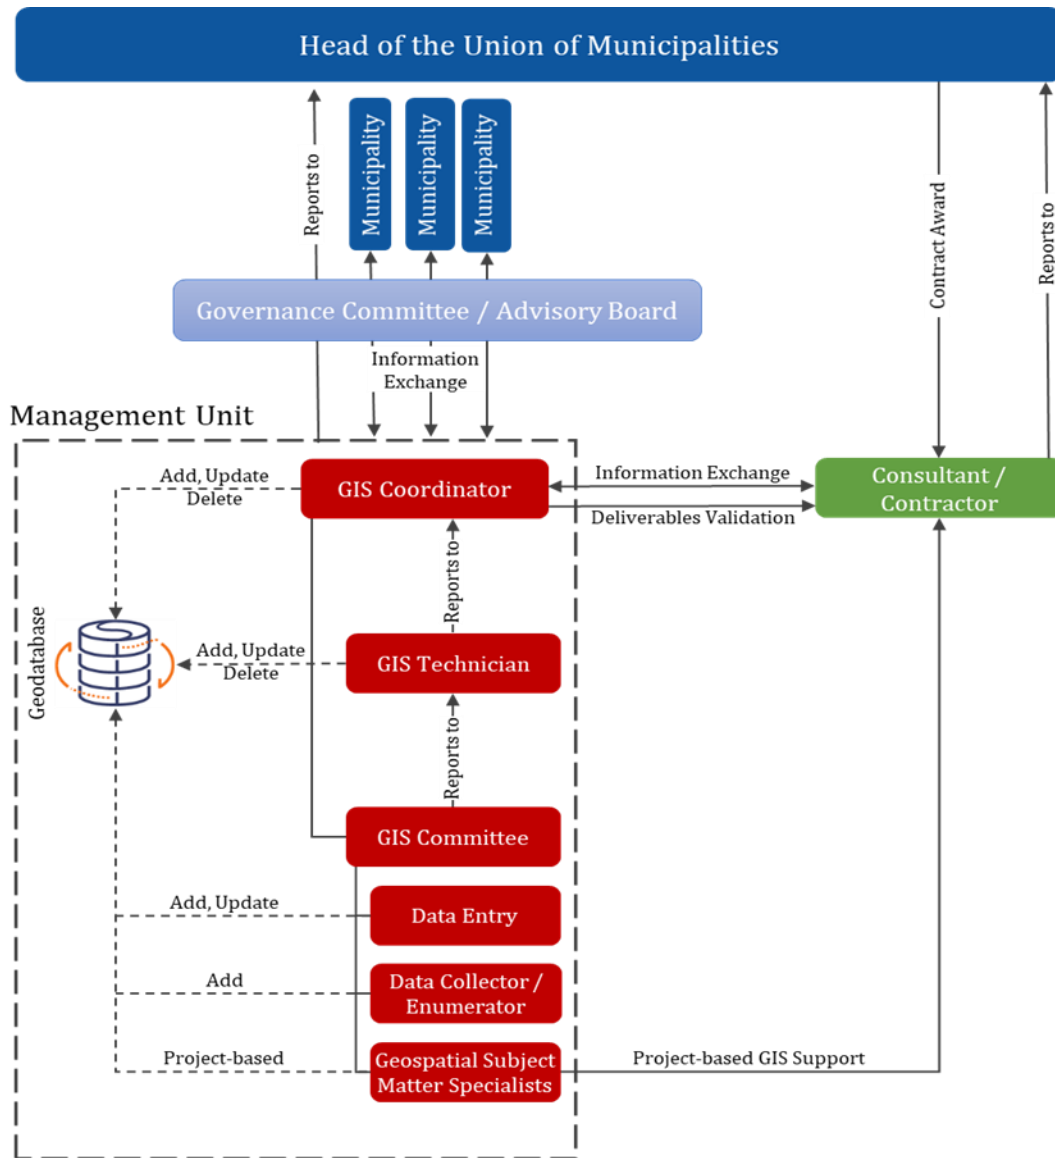 Head of the Union of Municipalities
Reports to
Municipality
Municipality
Municipality
Contract Award
Reports to
Governance Committee / Advisory Board
Information
Exchange
Management Unit
Add, Update
Delete
GIS Coordinator
Information Exchange
Deliverables Validation
Consultant /
Contractor
Reports to
Geodatabase
Add, Update
Delete
GIS Technician
Reports to
GIS Committee
Add, Update
Data Entry
Add
Data Collector /
Enumerator
Project-based
Geospatial Subject
Matter Specialists
Project-based GIS Support